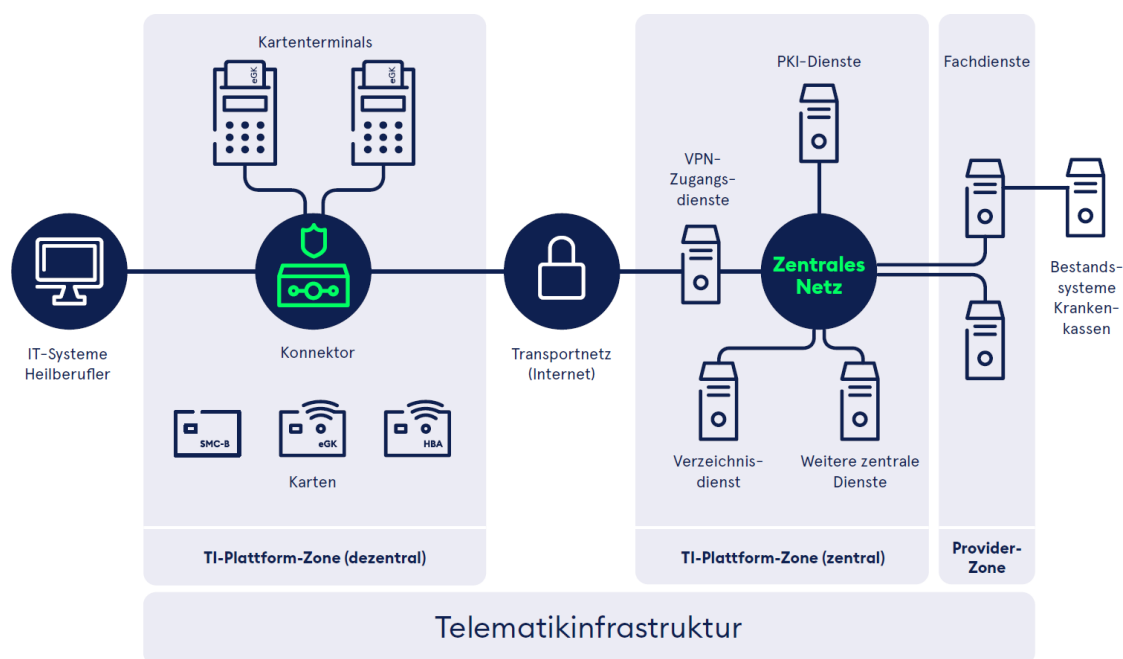 Kartenterminals
eGK
eGK
PKI-Dienste
Fachdienste
VPN-
Zugangs-
dienste
Zentrales
Netz
Bestands-
systeme
Kranken-
kassen
IT-Systeme
Heilberufler
Konnektor
Transportnetz
(Internet)
SMC-B
eGK
HBA
Karten
Verzeichnis-
dienst
Weitere zentrale
Dienste
TI-Plattform-Zone (dezentral)
TI-Plattform-Zone (zentral)
Provider-
Zone
Telematikinfrastruktur